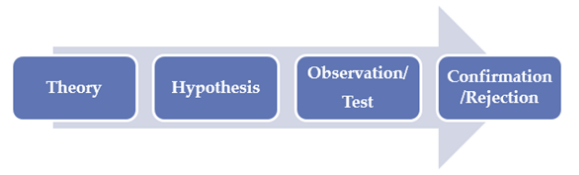 Theory
Hypothesis
Observation/
Test
Confirmation
/Rejection